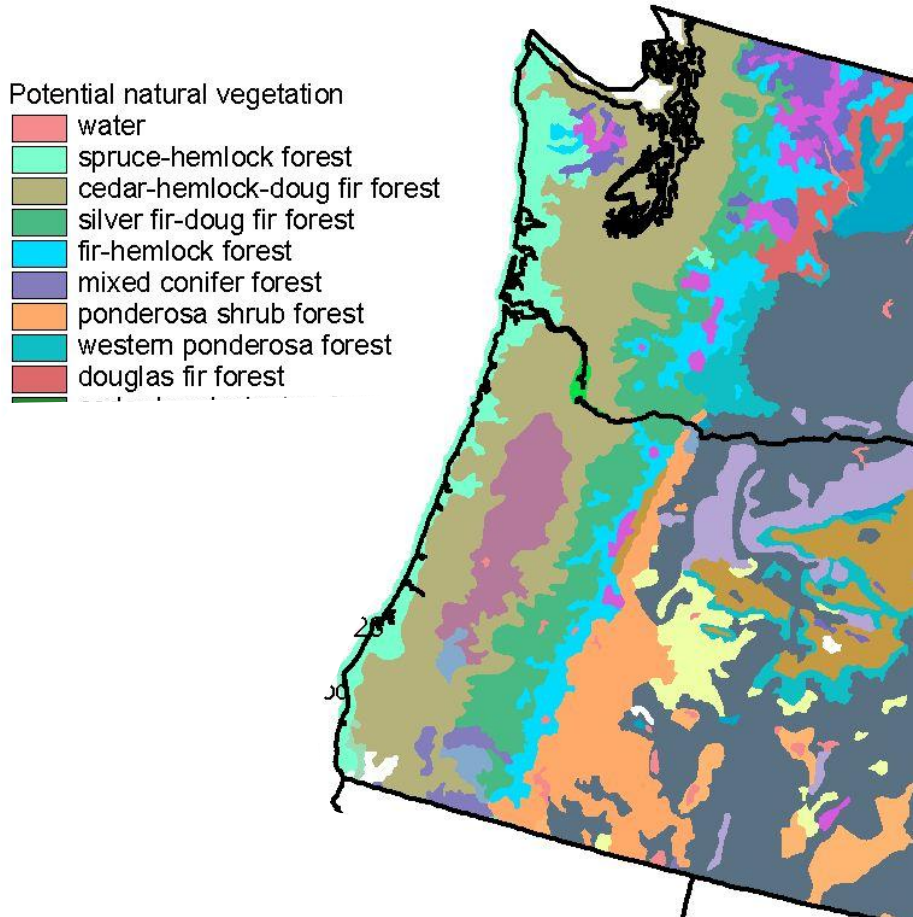 Potential natural vegetation
water
spruce-hemlock forest
cedar-hemlock-doug fir forest
silver fir-doug fir forest
fir-hemlock forest
mixed conifer forest
ponderosa shrub forest
western ponderosa forest
douglas fir forest